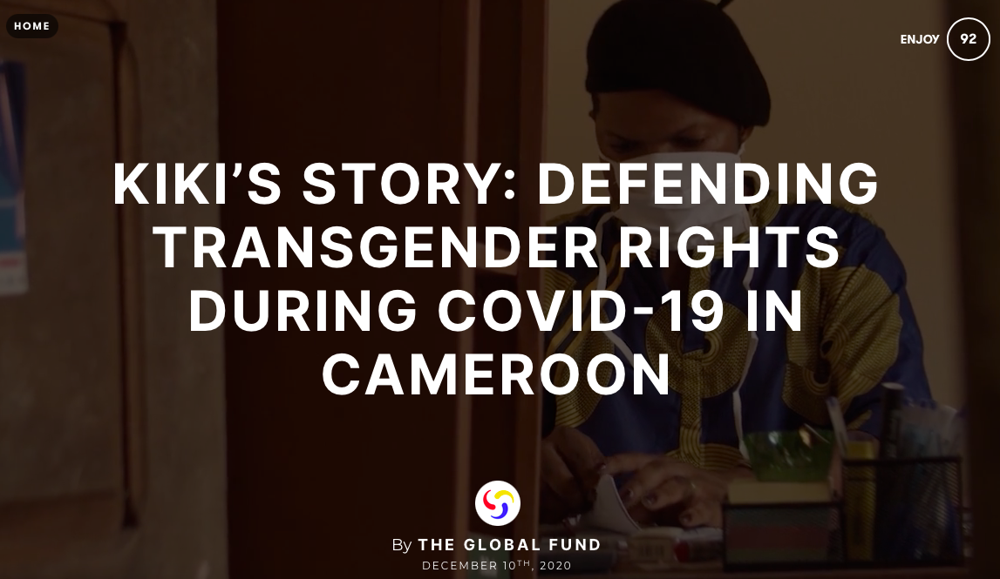 HOME
ENJOY 92
KIKI’S STORY: DEFENDING
TRANSGENDER RIGHTS
DURING COVID-19 IN
CAMEROON
By THE GLOBAL FUND
DECEMBER 10TH, 2020